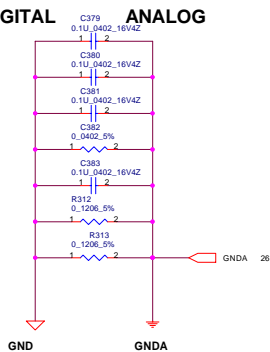 GITAL ANALOG
C379
0.1U_0402_16V4Z
1 2
C380
0.1U_0402_16V4Z
1 2
C381
0.1U_0402_16V4Z
1 2
C382
0_0402_5%
1 2
C383
0.1U_0402_16V4Z
1 2
R312
0_1206_5%
1 2
R313
0_1206_5%
1 2
GNDA 26
GND GNDA